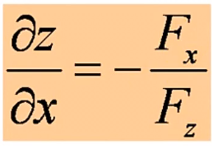 ∂z/∂x = − F_x/F_z